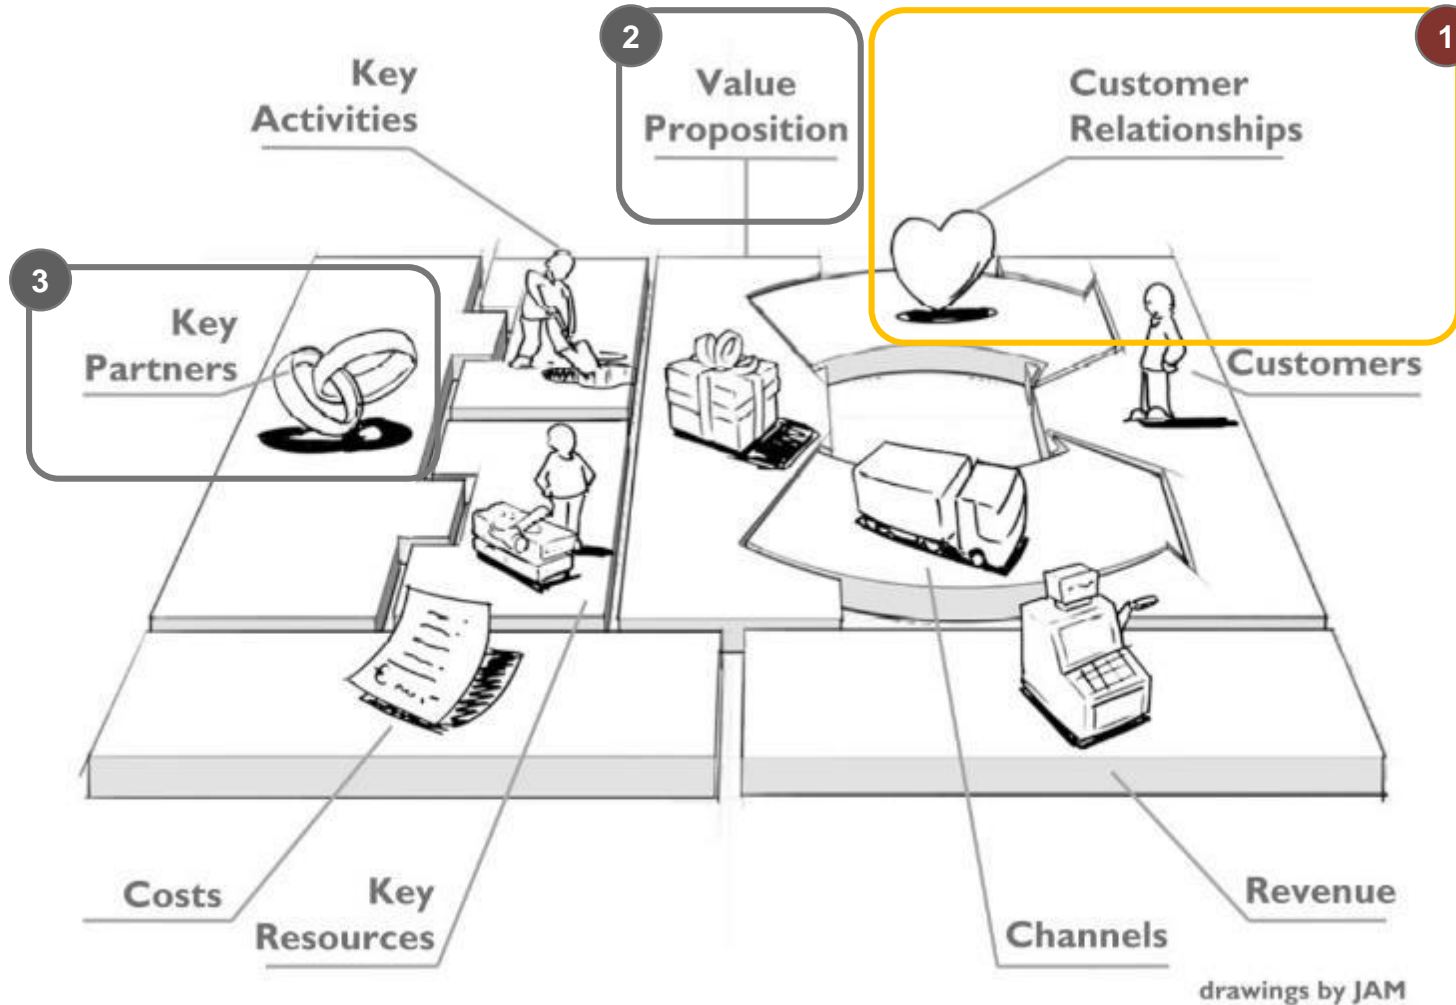 2
1
Key
Activities
Value
Proposition
Customer
Relationships
3
Key
Partners
Customers
Costs
Key
Resources
Channels
Revenue
drawings by JAM